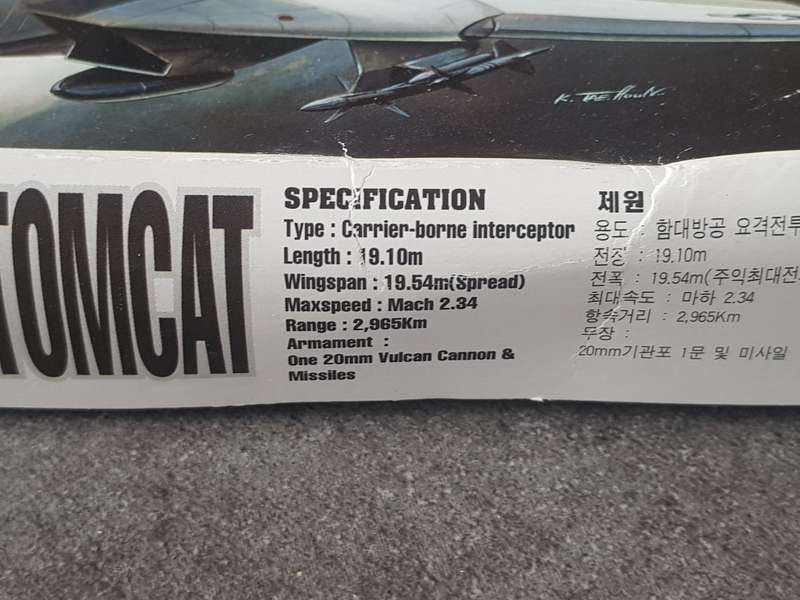 K. TAE HOUN.
TOMCAT
SPECIFICATION
Type : Carrier-borne interceptor
Length : 19.10m
Wingspan : 19.54m(Spread)
Maxspeed : Mach 2.34
Range : 2,965Km
Armament :
One 20mm Vulcan Cannon &
Missiles
제원
용도 : 함대방공 요격전투
전장 : 19.10m
전폭 : 19.54m(주익최대전
최대속도 : 마하 2.34
항속거리 : 2,965Km
무장 :
20mm기관포 1문 및 미사일